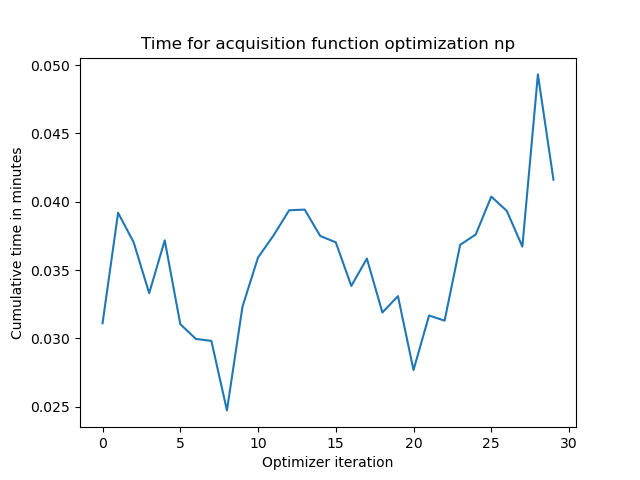 Time for acquisition function optimization np
Cumulative time in minutes
0.050
0.045
0.040
0.035
0.030
0.025
0 5 10 15 20 25 30
Optimizer iteration